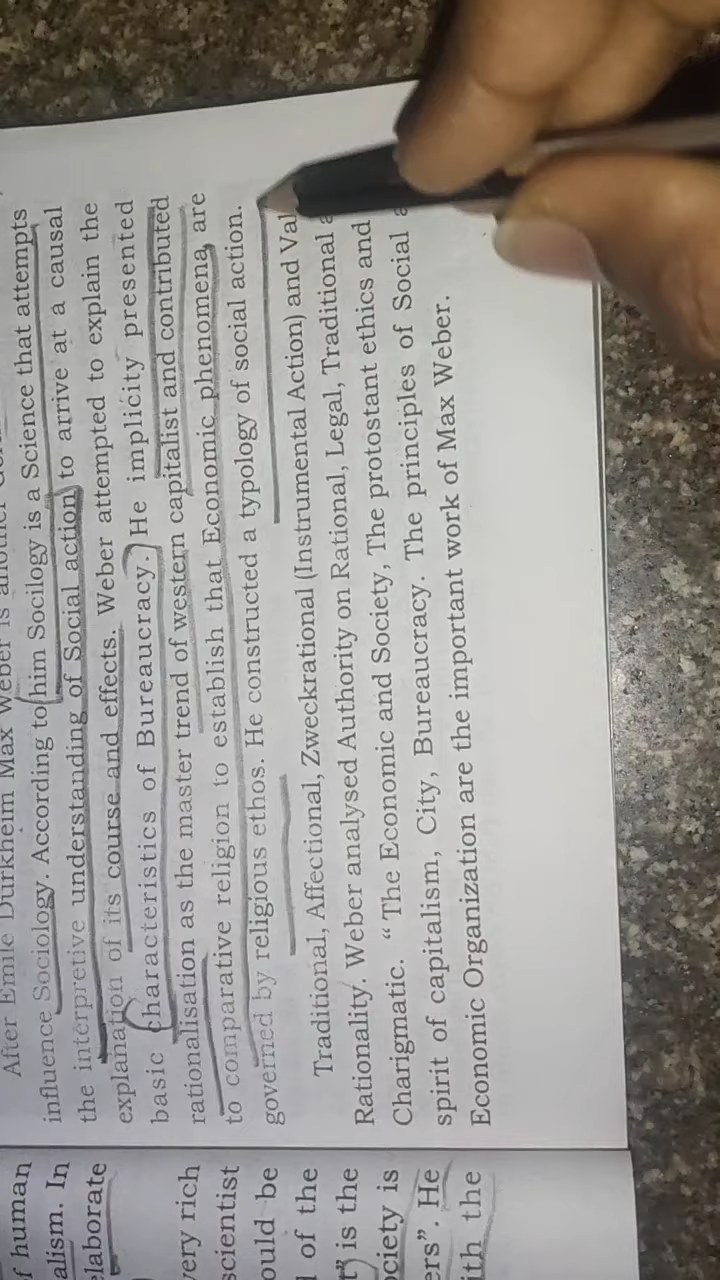 After Emile Durkheim Max Weber is another
influence Sociology. According to him Socilogy is a Science that attempts
the interpretive understanding of Social action to arrive at a causal
explanation of its course and effects. Weber attempted to explain the
basic characteristics of Bureaucracy. He implicity presented
rationalisation as the master trend of western capitalist and contributed
to comparative religion to establish that Economic phenomena, are
governed by religious ethos. He constructed a typology of social action.
Traditional, Affectional, Zweckrational (Instrumental Action) and Val
Rationality. Weber analysed Authority on Rational, Legal, Traditional a
Charigmatic. “ The Economic and Society, The protostant ethics and
spirit of capitalism, City, Bureaucracy. The principles of Social a
Economic Organization are the important work of Max Weber.
f human
alism. In
elaborate
very rich
scientist
ould be
l of the
t” is the
ociety is
ers”. He
ith the